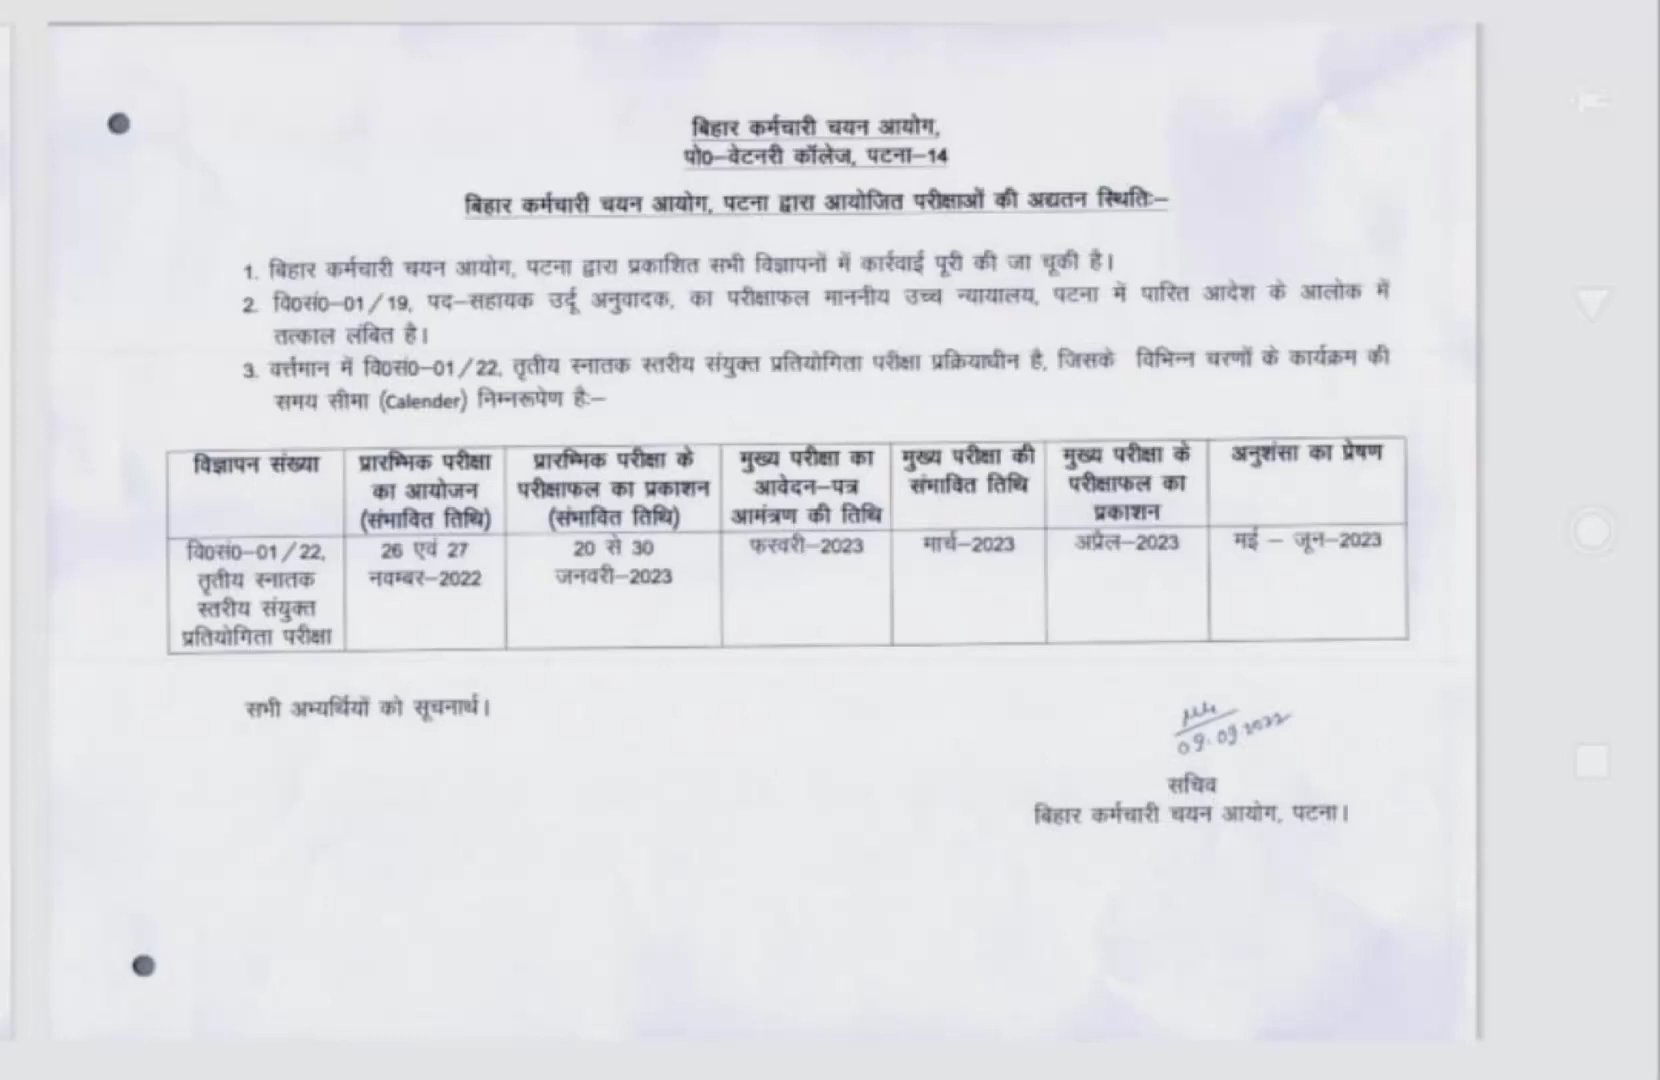 बिहार कर्मचारी चयन आयोग,
पो0–वेटनरी कॉलेज, पटना–14
बिहार कर्मचारी चयन आयोग, पटना द्वारा आयोजित परीक्षाओं की अद्यतन स्थितिः–
1. बिहार कर्मचारी चयन आयोग, पटना द्वारा प्रकाशित सभी विज्ञापनों में कार्रवाई पूरी की जा चूकी है।
2. वि0सं0–01/19, पद–सहायक उर्दू अनुवादक, का परीक्षाफल माननीय उच्च न्यायालय, पटना में पारित आदेश के आलोक में
तत्काल लंबित है।
3. वर्त्तमान में वि0सं0–01/22, तृतीय स्नातक स्तरीय संयुक्त प्रतियोगिता परीक्षा प्रक्रियाधीन है, जिसके विभिन्न चरणों के कार्यक्रम की
समय सीमा (Calender) निम्नरूपेण हैः–
विज्ञापन संख्या
प्रारम्भिक परीक्षा
का आयोजन
(संभावित तिथि)
प्रारम्भिक परीक्षा के
परीक्षाफल का प्रकाशन
(संभावित तिथि)
मुख्य परीक्षा का
आवेदन–पत्र
आमंत्रण की तिथि
मुख्य परीक्षा की
संभावित तिथि
मुख्य परीक्षा के
परीक्षाफल का
प्रकाशन
अनुशंसा का प्रेषण
वि0सं0–01/22,
तृतीय स्नातक
स्तरीय संयुक्त
प्रतियोगिता परीक्षा
26 एवं 27
नवम्बर–2022
20 से 30
जनवरी–2023
फरवरी–2023
मार्च–2023
अप्रैल–2023
मई – जून–2023
सभी अभ्यर्थियों को सूचनार्थ।
09.09.2022
सचिव
बिहार कर्मचारी चयन आयोग, पटना।